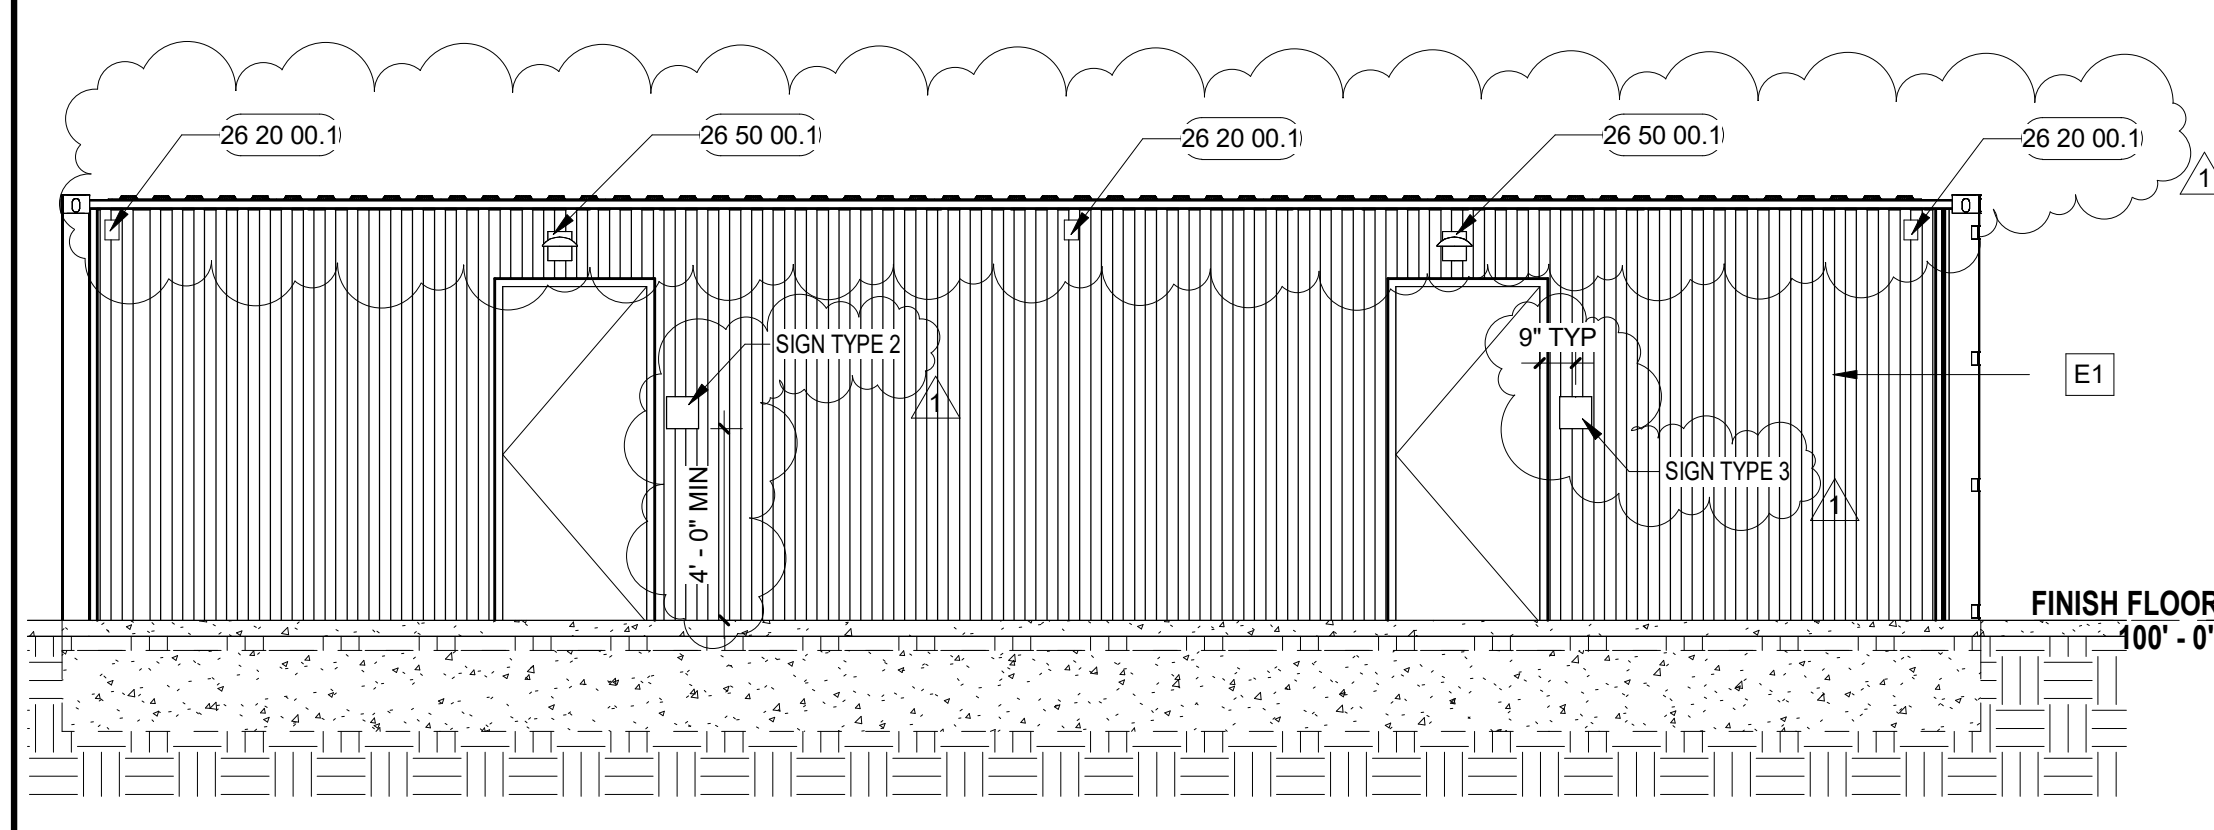 26 20 00.1
26 50 00.1
26 20 00.1
26 50 00.1
26 20 00.1
1
0
0
SIGN TYPE 2
1
9" TYP
E1
SIGN TYPE 3
1
4' - 0" MIN
FINISH FLOOR
100' - 0"